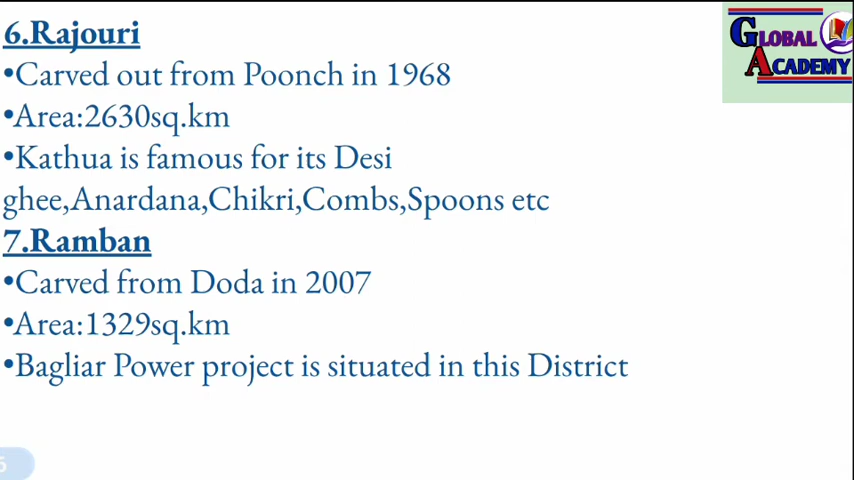 6.Rajouri
•Carved out from Poonch in 1968
•Area:2630sq.km
•Kathua is famous for its Desi
ghee,Anardana,Chikri,Combs,Spoons etc
7.Ramban
•Carved from Doda in 2007
•Area:1329sq.km
•Bagliar Power project is situated in this District
GLOBAL
ACADEMY
6